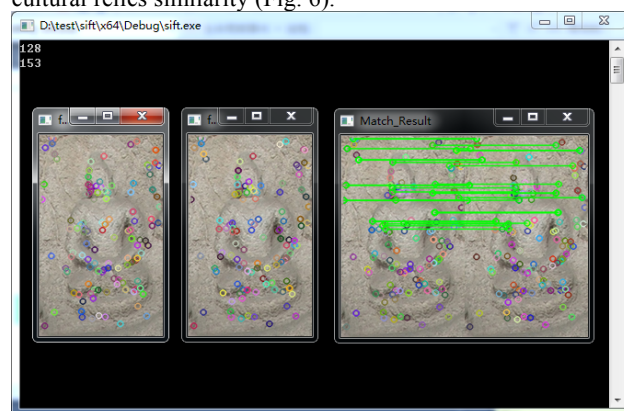 cultural relics similarity (Fig. 6).
D:\test\sift\x64\Debug\sift.exe
128
153
f..
f..
Match_Result